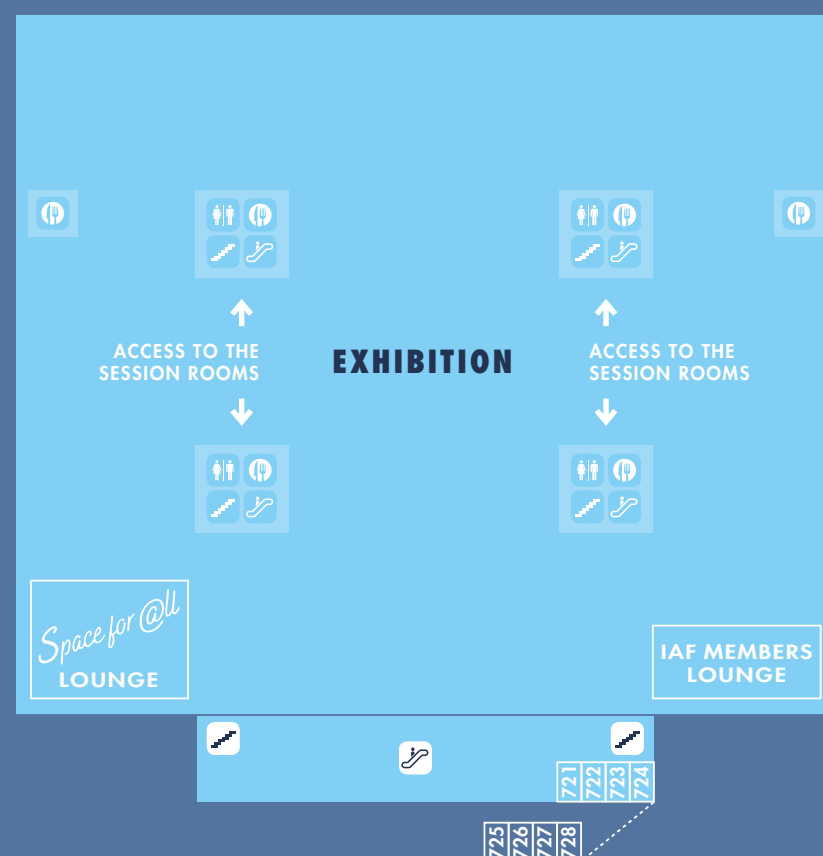 ACCESS TO THE
SESSION ROOMS
EXHIBITION
ACCESS TO THE
SESSION ROOMS
Space for @ll
LOUNGE
IAF MEMBERS
LOUNGE
721
722
723
724
725
726
727
728